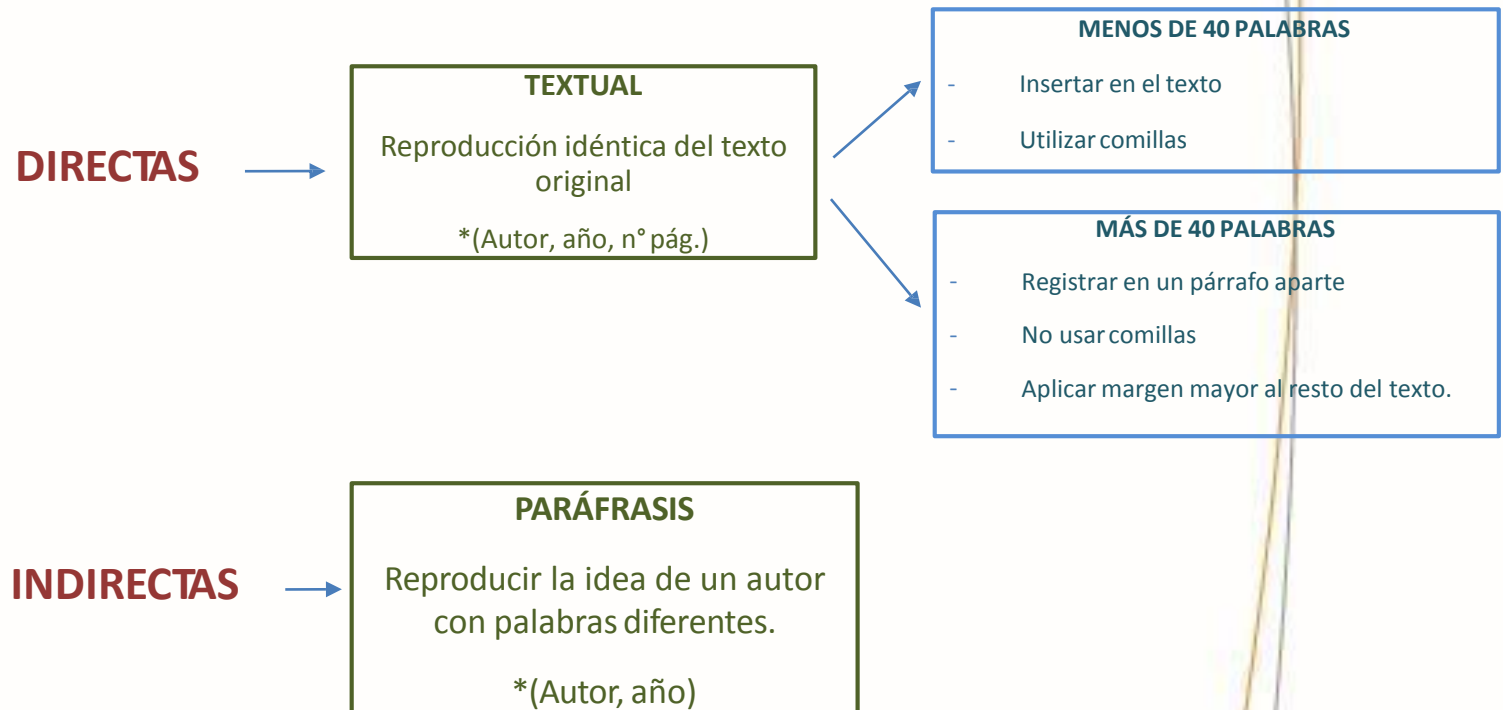 DIRECTAS
TEXTUAL
Reproducción idéntica del texto
original
*(Autor, año, n° pág.)
MENOS DE 40 PALABRAS
- Insertar en el texto
- Utilizar comillas
MÁS DE 40 PALABRAS
- Registrar en un párrafo aparte
- No usar comillas
- Aplicar margen mayor al resto del texto.
INDIRECTAS
PARÁFRASIS
Reproducir la idea de un autor
con palabras diferentes.
*(Autor, año)